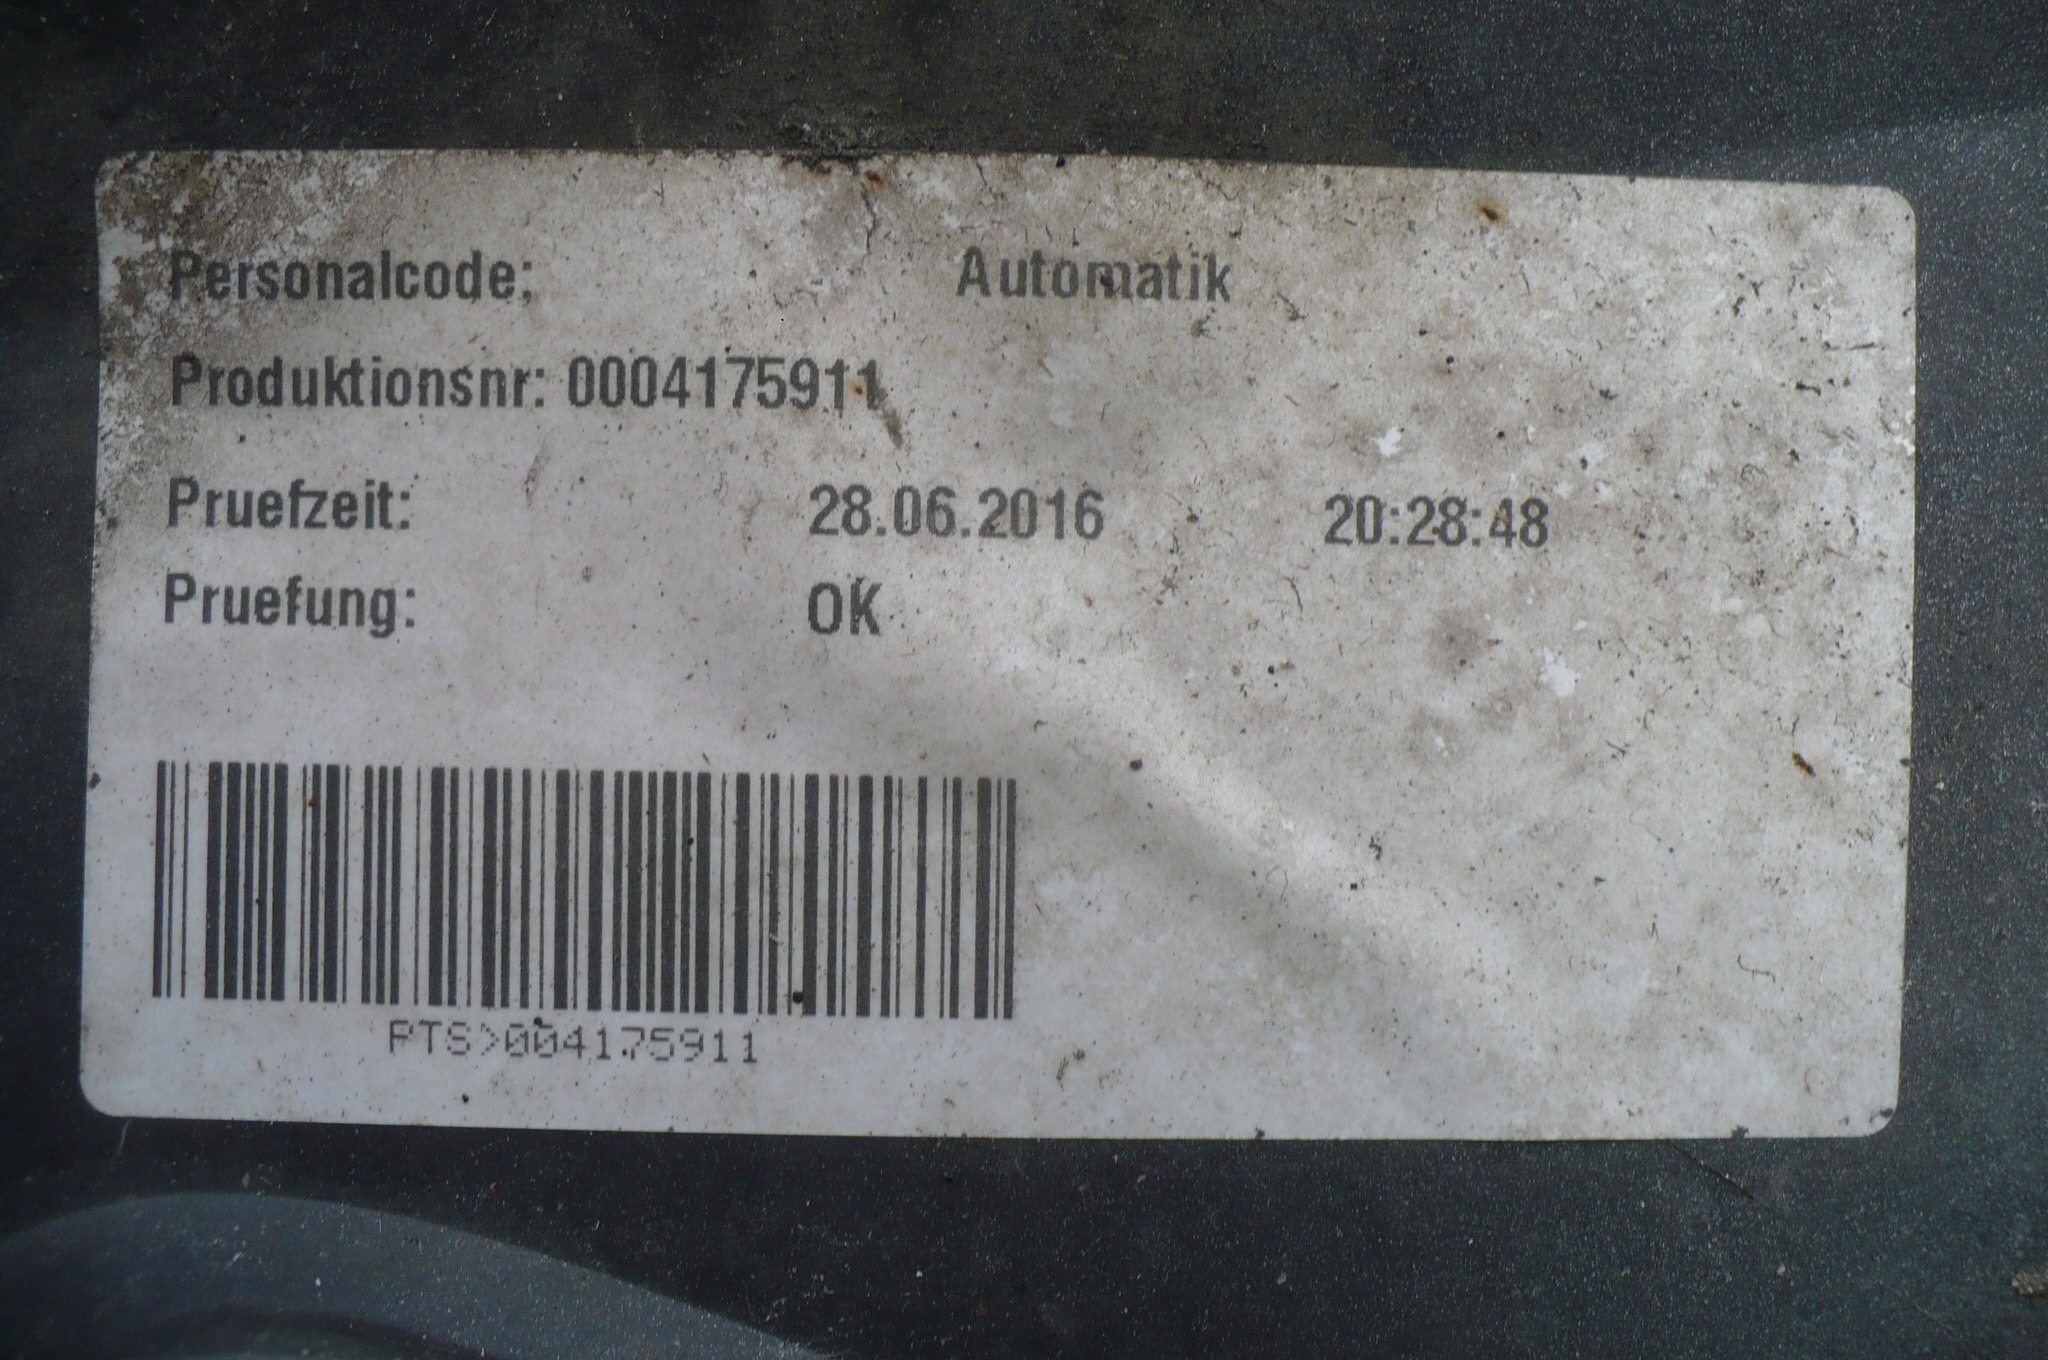 Personalcode: Automatik
Produktionsnr: 0004175911
Pruefzeit: 28.06.2016 20:28:48
Pruefung: OK
PTS>004175911